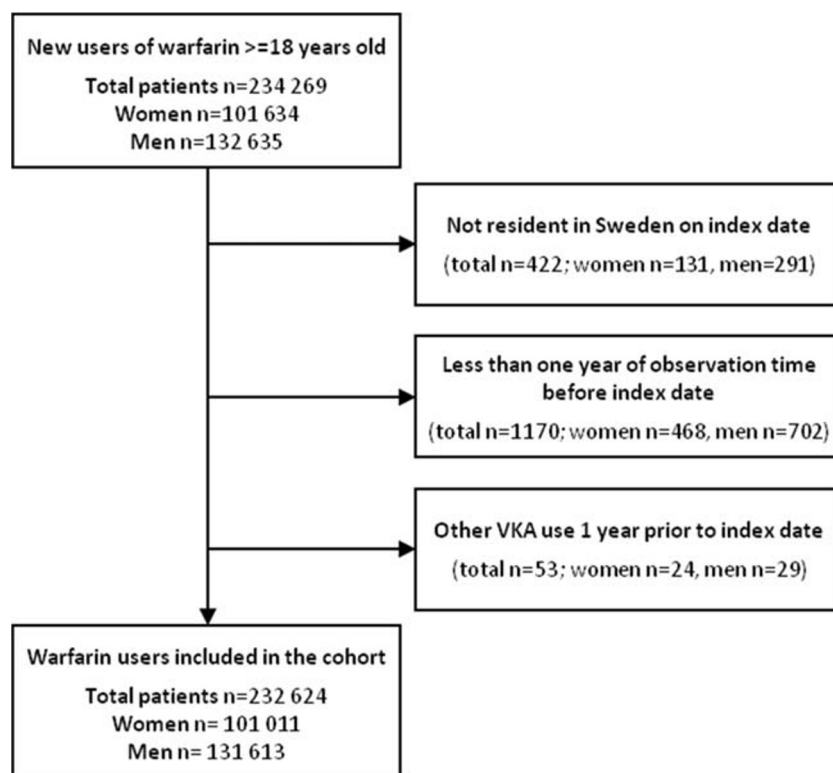 New users of warfarin >=18 years old
Total patients n=234 269
Women n=101 634
Men n=132 635
Not resident in Sweden on index date
(total n=422; women n=131, men=291)
Less than one year of observation time
before index date
(total n=1170; women n=468, men n=702)
Other VKA use 1 year prior to index date
(total n=53; women n=24, men n=29)
Warfarin users included in the cohort
Total patients n=232 624
Women n= 101 011
Men n= 131 613